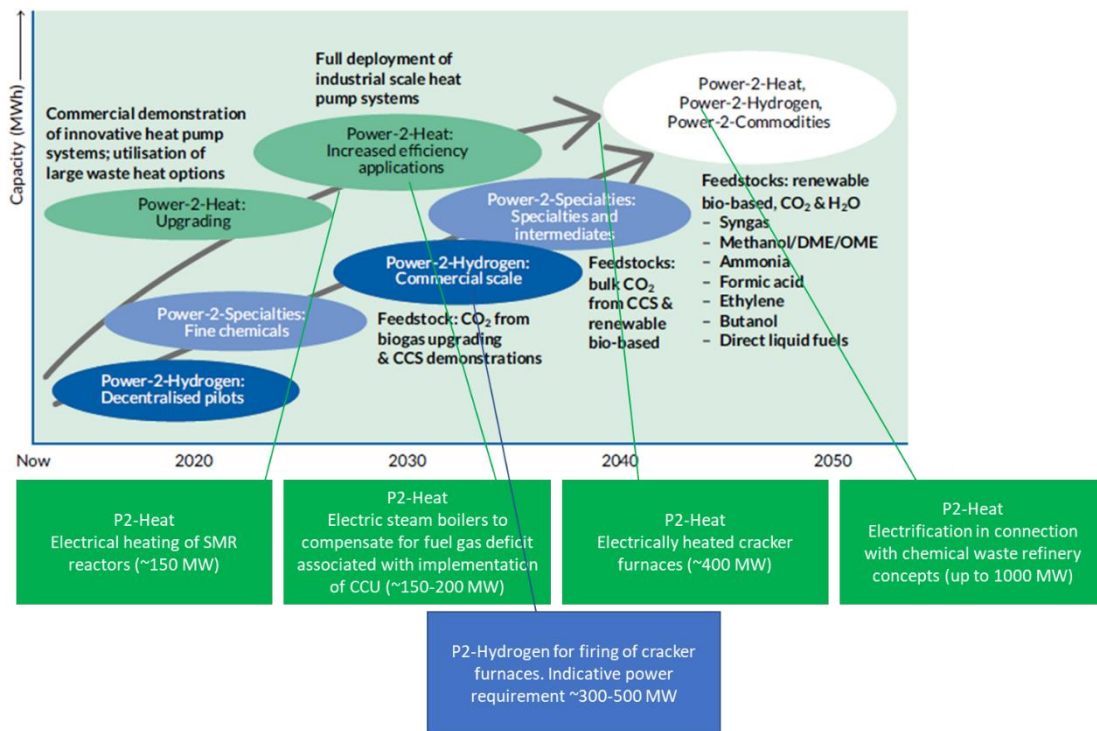 Capacity (MWh)
Commercial demonstration
of innovative heat pump
systems; utilisation of
large waste heat options
Full deployment of
industrial scale heat
pump systems
Power-2-Heat:
Upgrading
Power-2-Heat:
Increased efficiency
applications
Power-2-Heat,
Power-2-Hydrogen,
Power-2-Commodities
Power-2-Specialties:
Fine chemicals
Power-2-Hydrogen:
Decentralised pilots
Power-2-Specialties:
Specialties and
intermediates
Power-2-Hydrogen:
Commercial scale
Feedstock: CO₂ from
biogas upgrading
& CCS demonstrations
Feedstocks:
bulk CO₂
from CCS &
renewable
bio-based
Feedstocks: renewable
bio-based, CO₂ & H₂O
– Syngas
– Methanol/DME/OME
– Ammonia
– Formic acid
– Ethylene
– Butanol
– Direct liquid fuels
Now 2020 2030 2040 2050
P2-Heat
Electrical heating of SMR
reactors (~150 MW)
P2-Heat
Electric steam boilers to
compensate for fuel gas deficit
associated with implementation
of CCU (~150-200 MW)
P2-Heat
Electrically heated cracker
furnaces (~400 MW)
P2-Heat
Electrification in connection
with chemical waste refinery
concepts (up to 1000 MW)
P2-Hydrogen for firing of cracker
furnaces. Indicative power
requirement ~300-500 MW